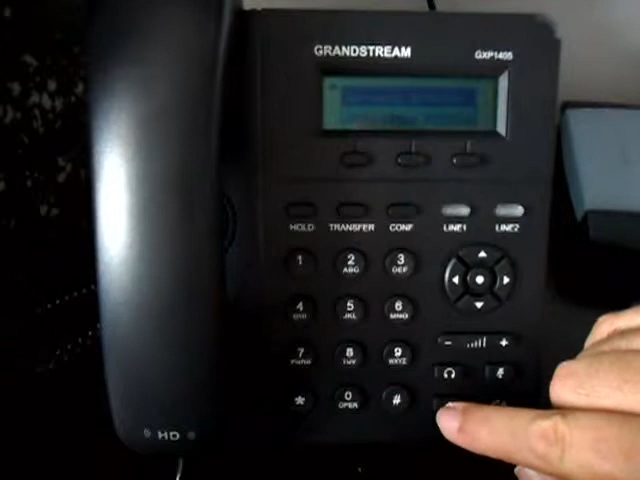 GRANDSTREAM GXP1405
HOLD TRANSFER CONF LINE1 LINE2
1 2 ABC 3 DEF
4 GHI 5 JKL 6 MNO
7 8 TUV 9 WXYZ
- +
* 0 OPER #
HD